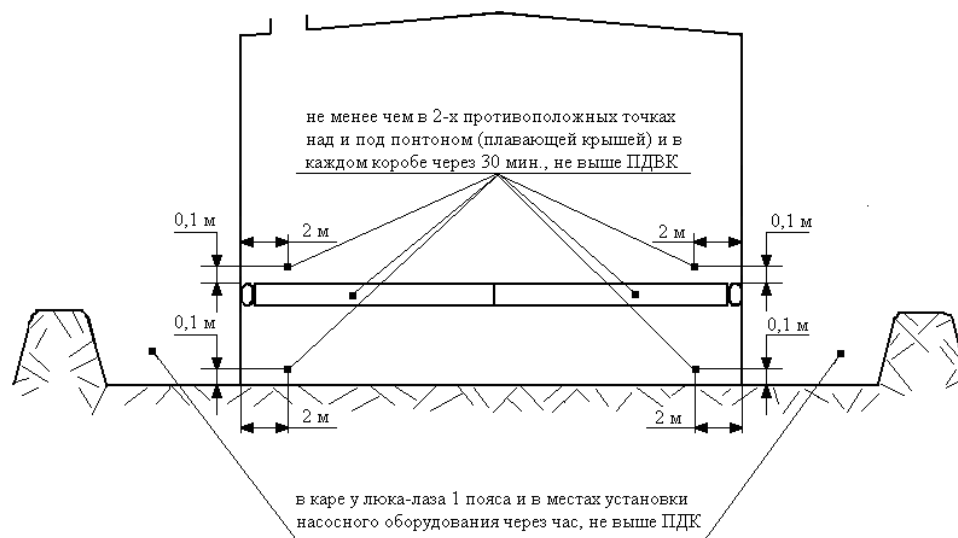 не менее чем в 2-х противоположных точках
над и под понтоном (плавающей крышей) и в
каждом коробе через 30 мин., не выше ПДВК
0,1 м
2 м
2 м
0,1 м
0,1 м
0,1 м
2 м
2 м
в каре у люка-лаза 1 пояса и в местах установки
насосного оборудования через час, не выше ПДК